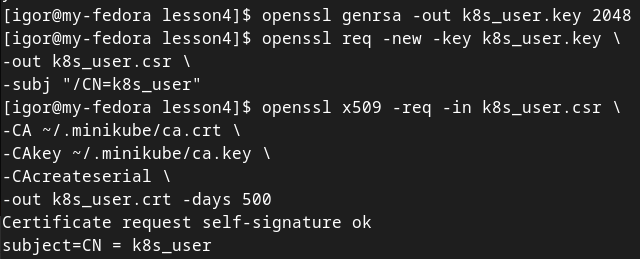 [igor@my-fedora lesson4]$ openssl genrsa -out k8s_user.key 2048
[igor@my-fedora lesson4]$ openssl req -new -key k8s_user.key \
-out k8s_user.csr \
-subj "/CN=k8s_user"
[igor@my-fedora lesson4]$ openssl x509 -req -in k8s_user.csr \
-CA ~/.minikube/ca.crt \
-CAkey ~/.minikube/ca.key \
-CAcreateserial \
-out k8s_user.crt -days 500
Certificate request self-signature ok
subject=CN = k8s_user